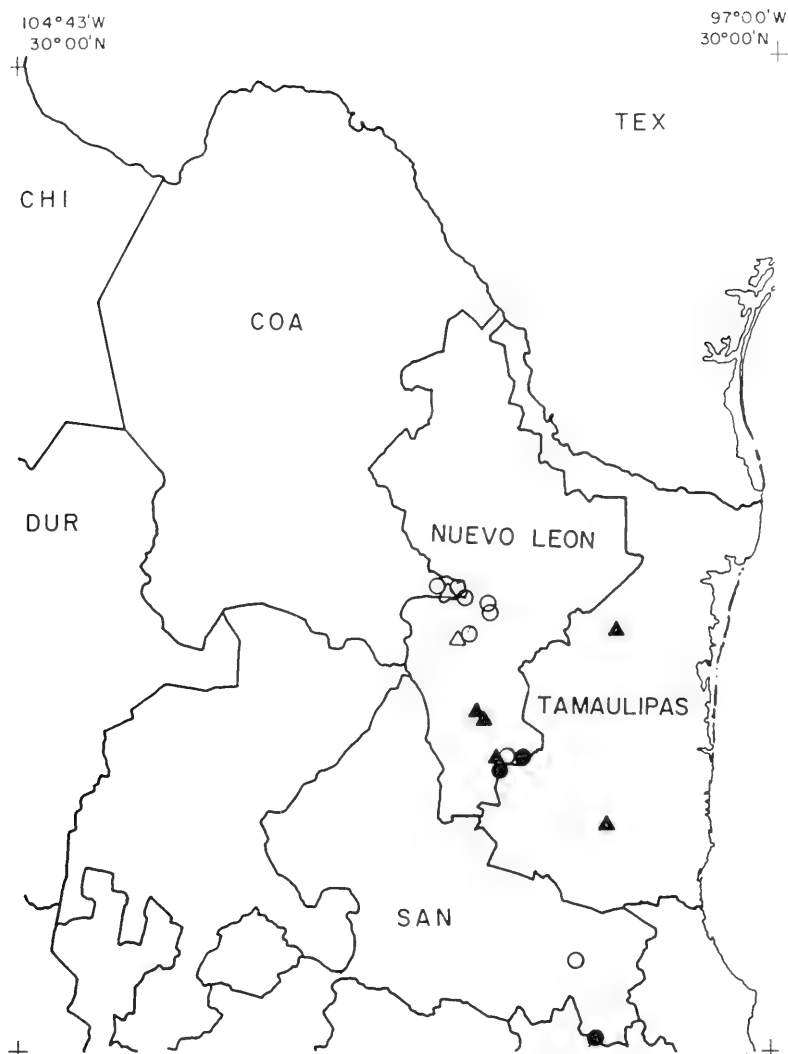 104°43'W
30°00'N
97°00'W
30°00'N
TEX
CHI
COA
DUR
NUEVO LEON
TAMAULIPAS
SAN